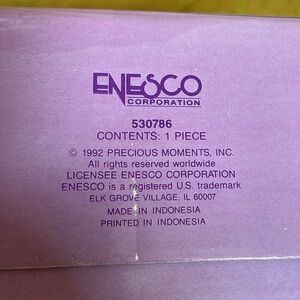 ENESCO
CORPORATION
530786
CONTENTS: 1 PIECE
© 1992 PRECIOUS MOMENTS, INC.
All rights reserved worldwide
LICENSEE ENESCO CORPORATION
ENESCO is a registered U.S. trademark
ELK GROVE VILLAGE, IL 60007
MADE IN INDONESIA
PRINTED IN INDONESIA